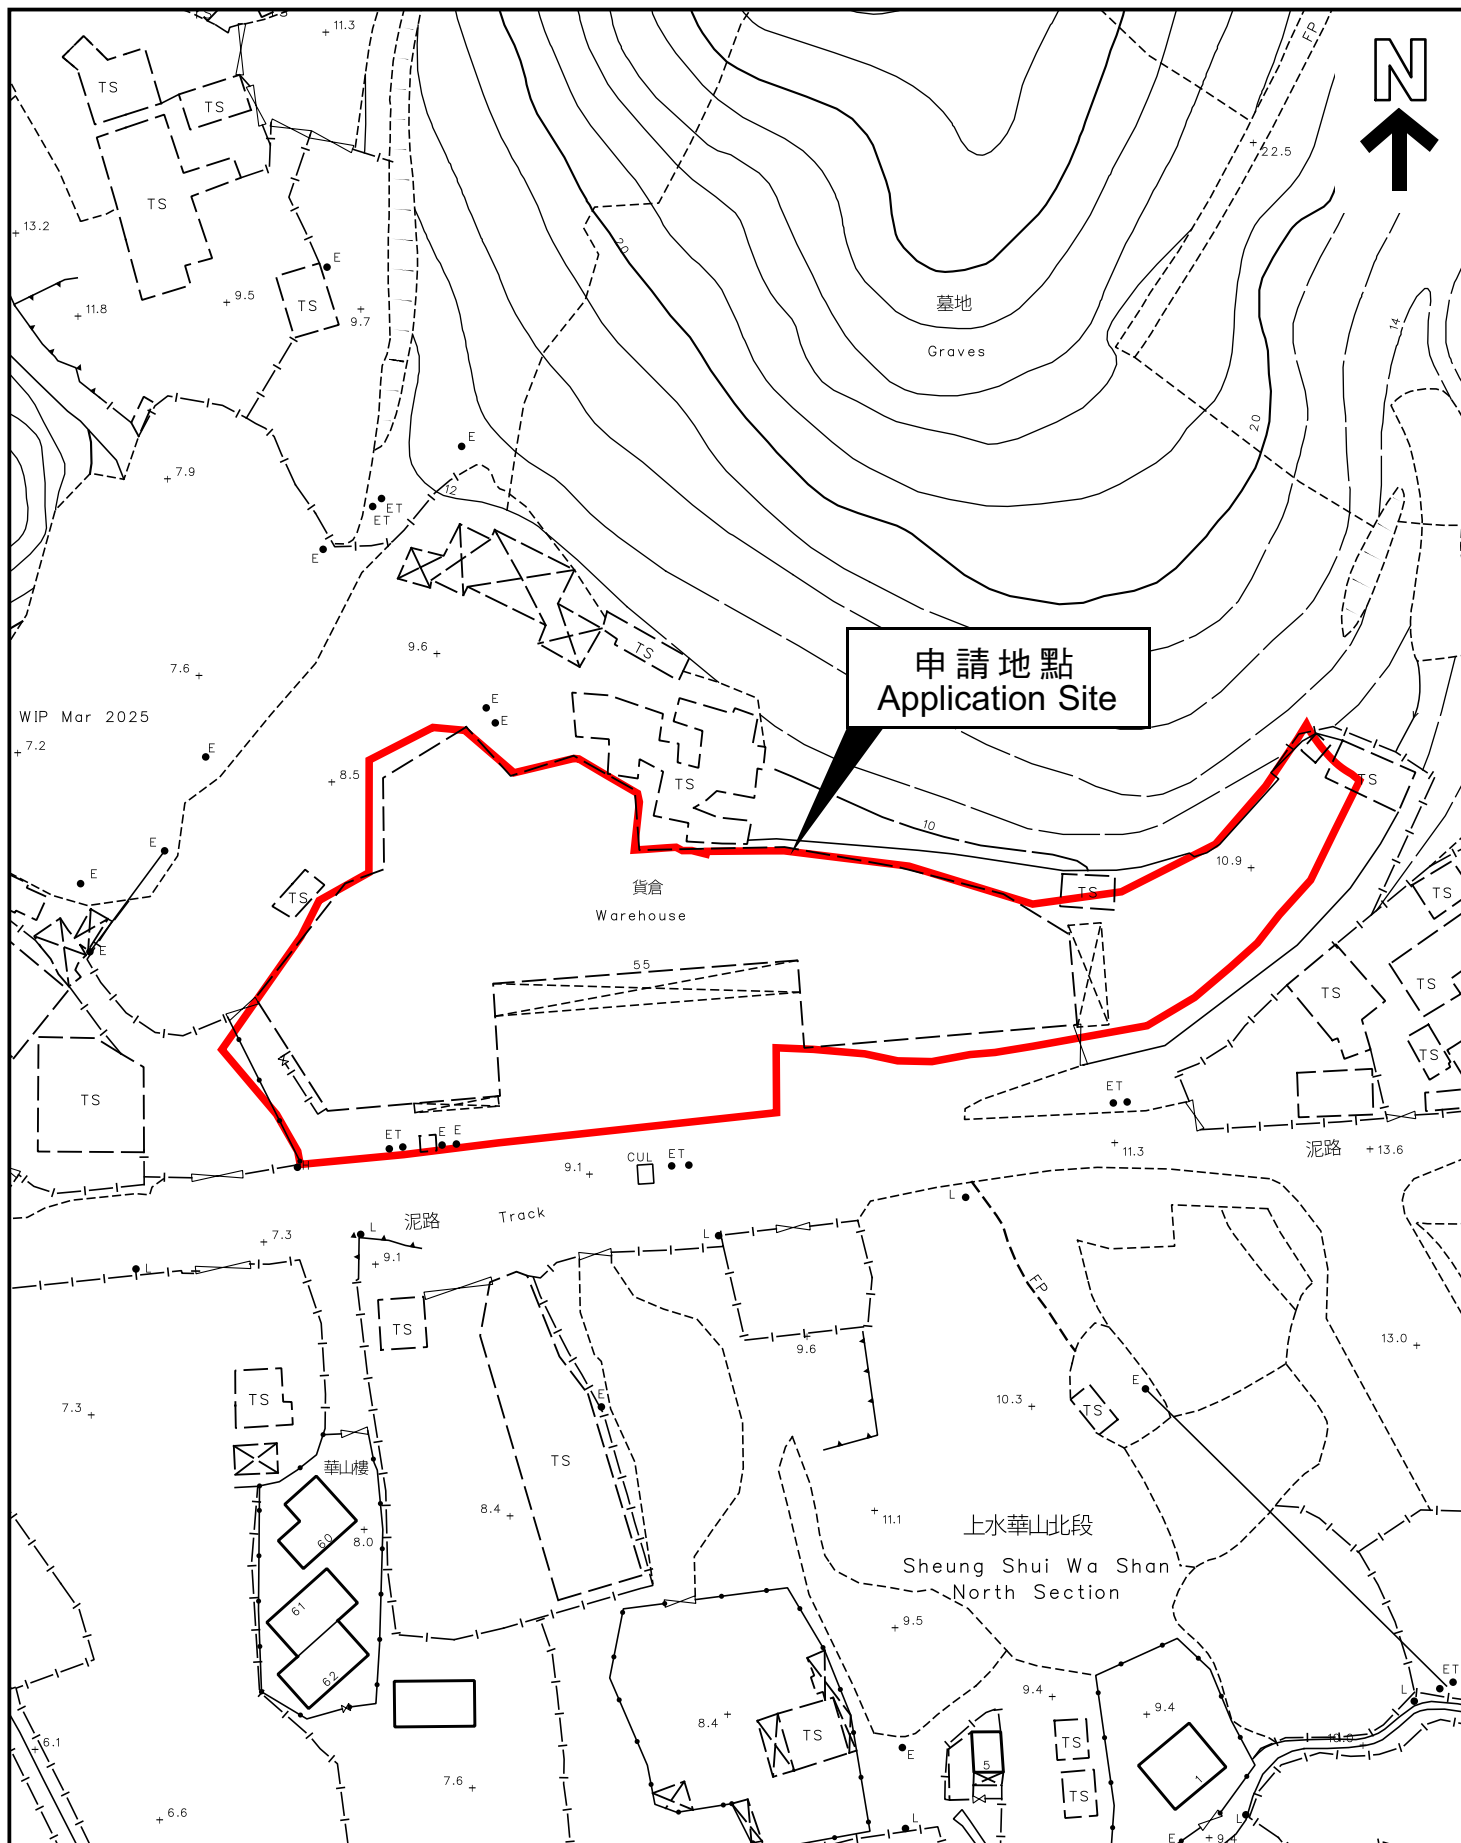 11.3
FP
N
TS
TS
22.5
TS
13.2
20
E
9.5
TS
11.8
9.7
墓地
Graves
14
20
E
7.9
12
ET
ET
E
9.6
TS
申請地點
Application Site
7.6
WIP Mar 2025
E
E
7.2
E
8.5
TS
TS
10
E
10.9
E
貨倉
TS
TS
TS
Warehouse
E
55
TS
TS
TS
TS
ET
ET
E
E
11.3
泥路
13.6
CUL
ET
9.1
泥路
Track
L
7.3
L
L
9.1
L
FP
TS
9.6
13.0
E
TS
E
10.3
TS
7.3
華山樓
TS
8.4
11.1
上水華山北段
60
8.0
Sheung Shui Wa Shan
North Section
61
9.5
62
9.4
ET
L
8.4
9.4
TS
TS
10.0
6.1
E
5
7.6
TS
1
6.6
L
L
E
9.4